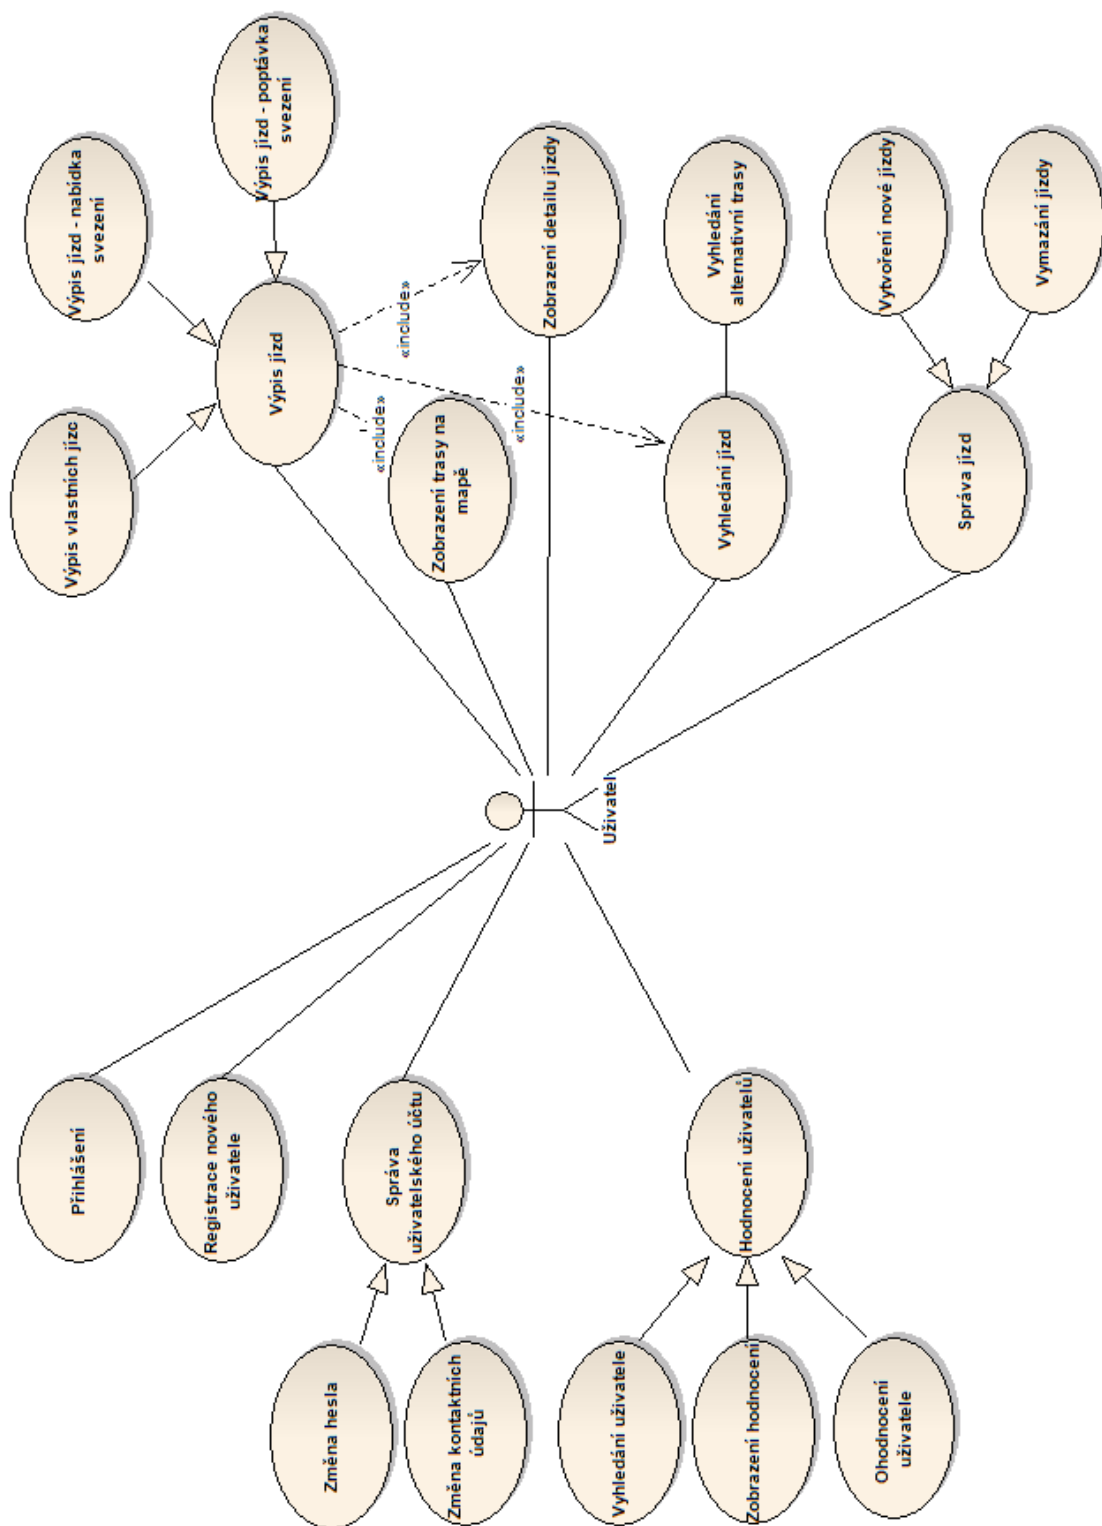 Přihlášení
Registrace nového
uživatele
Správa
uživatelského účtu
Změna hesla
Změna kontaktních
údajů
Hodnocení uživatelů
Vyhledání uživatele
Zobrazení hodnocení
Ohodnocení
uživatele
Uživatel
Výpis vlastních jízc
Výpis jízd - nabídka
svezení
Výpis jízd - poptávka
svezení
Výpis jízd
«include»
«include»
«include»
Zobrazení trasy na
mapě
Zobrazení detailu jízdy
Vyhledání jízd
Vyhledání
alternativní trasy
Správa jízd
Vytvoření nové jízdy
Vymazání jízdy